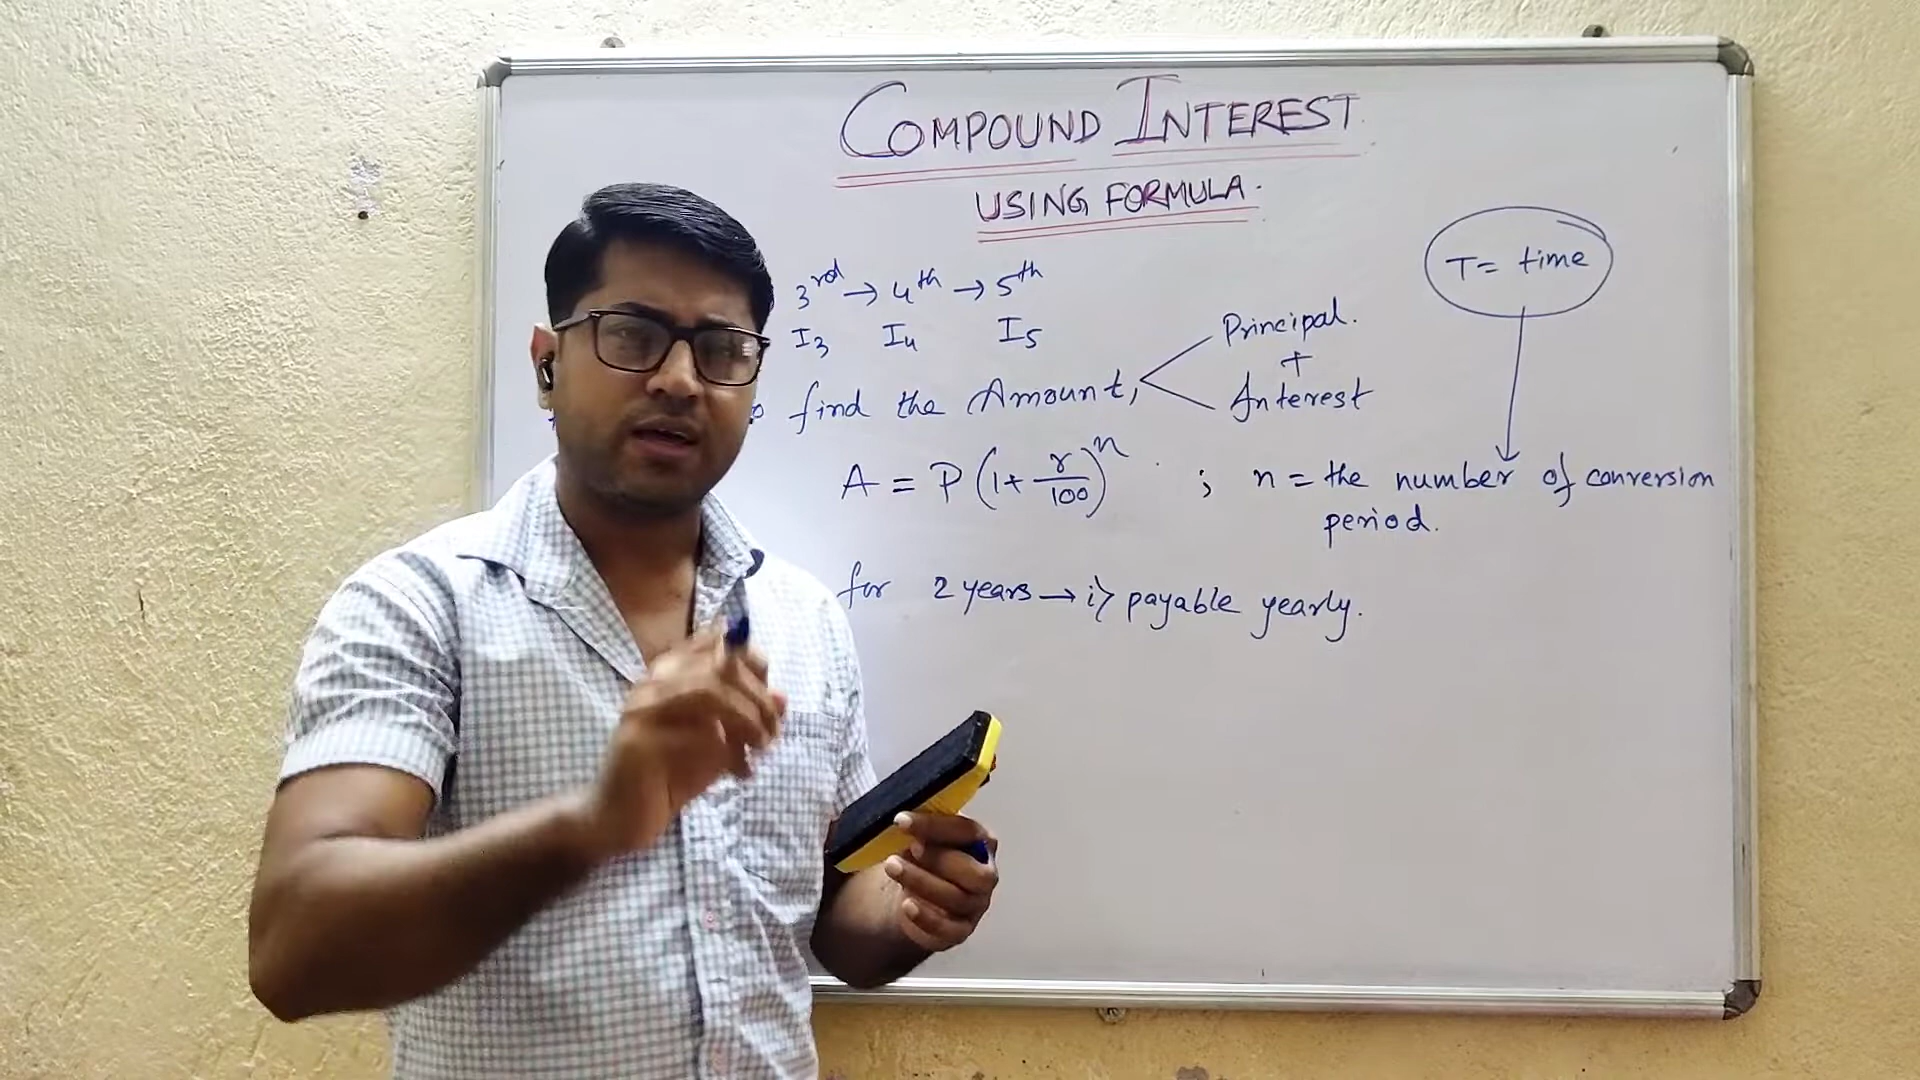 COMPOUND INTEREST
USING FORMULA.
T = time
3rd → 4th → 5th
I3 I4 I5
Principal.
+
Interest
find the Amount,
A = P(1+r/100)^n ; n = the number of conversion
period.
for 2 years → i> payable yearly.